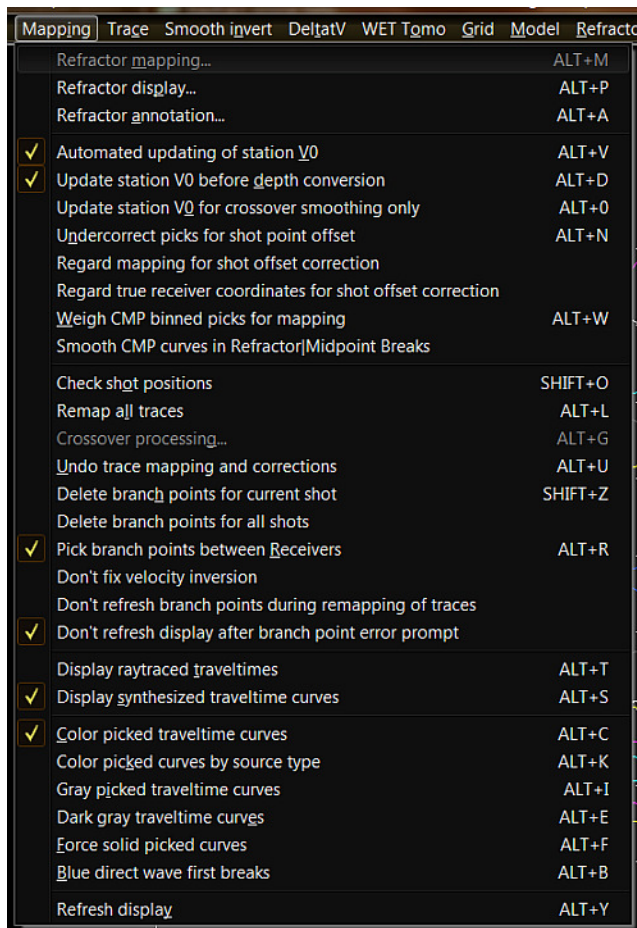 Mapping Trace Smooth invert DeltatV WET Tomo Grid Model Refracto
Refractor mapping... ALT+M
Refractor display... ALT+P
Refractor annotation... ALT+A
Automated updating of station V0 ALT+V
Update station V0 before depth conversion ALT+D
Update station V0 for crossover smoothing only ALT+0
Undercorrect picks for shot point offset ALT+N
Regard mapping for shot offset correction
Regard true receiver coordinates for shot offset correction
Weigh CMP binned picks for mapping ALT+W
Smooth CMP curves in Refractor|Midpoint Breaks
Check shot positions SHIFT+O
Remap all traces ALT+L
Crossover processing... ALT+G
Undo trace mapping and corrections ALT+U
Delete branch points for current shot SHIFT+Z
Delete branch points for all shots
Pick branch points between Receivers ALT+R
Don't fix velocity inversion
Don't refresh branch points during remapping of traces
Don't refresh display after branch point error prompt
Display raytraced traveltimes ALT+T
Display synthesized traveltime curves ALT+S
Color picked traveltime curves ALT+C
Color picked curves by source type ALT+K
Gray picked traveltime curves ALT+I
Dark gray traveltime curves ALT+E
Force solid picked curves ALT+F
Blue direct wave first breaks ALT+B
Refresh display ALT+Y